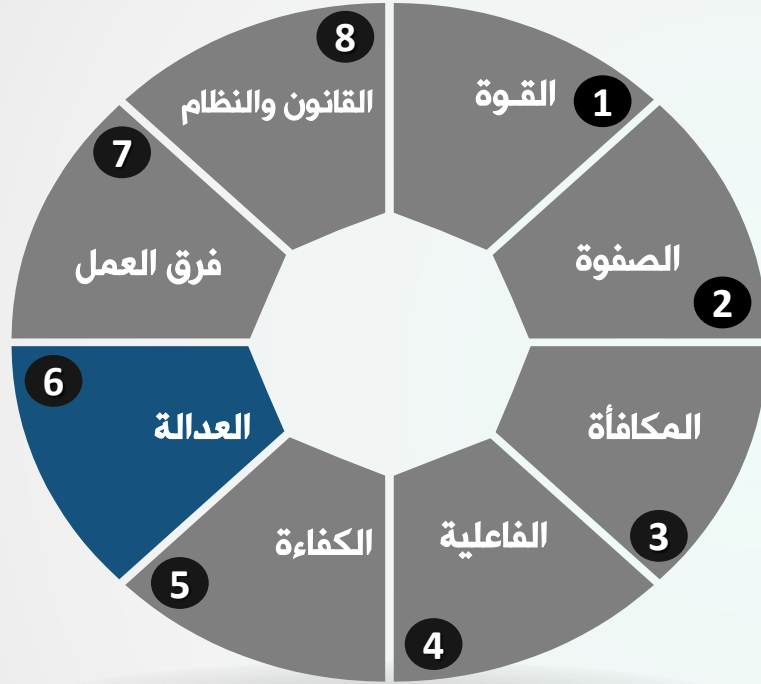 1
القـوة
2
الصفوة
3
المكافأة
4
الفاعلية
5
الكفاءة
6
العدالة
7
فرق العمل
8
القانون والنظام